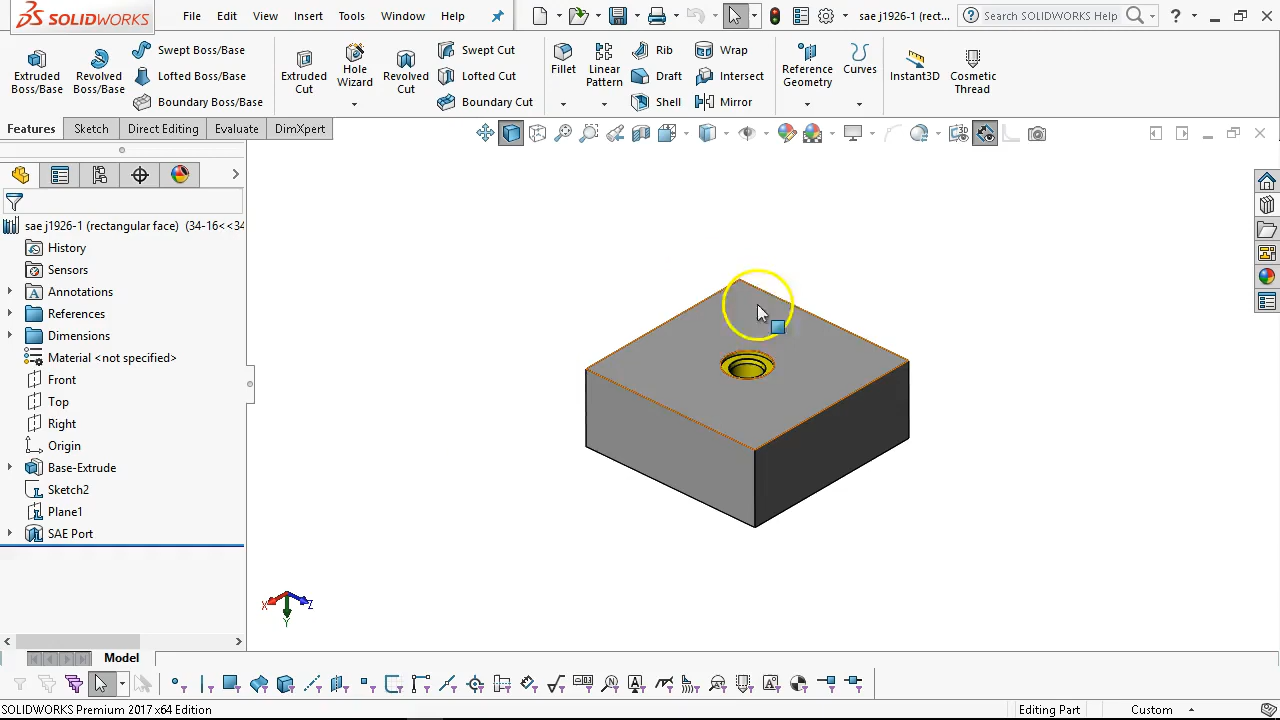 SOLIDWORKS
File Edit View Insert Tools Window Help
sae j1926-1 (rect...
Search SOLIDWORKS Help
Extruded Boss/Base
Revolved Boss/Base
Swept Boss/Base
Lofted Boss/Base
Boundary Boss/Base
Extruded Cut
Hole Wizard
Revolved Cut
Swept Cut
Lofted Cut
Boundary Cut
Fillet
Linear Pattern
Rib
Draft
Shell
Wrap
Intersect
Mirror
Reference Geometry
Curves
Instant3D
Cosmetic Thread
Features Sketch Direct Editing Evaluate DimXpert
sae j1926-1 (rectangular face) (34-16<<34
History
Sensors
Annotations
References
Dimensions
Material <not specified>
Front
Top
Right
Origin
Base-Extrude
Sketch2
Plane1
SAE Port
X
Z
Y
Model
SOLIDWORKS Premium 2017 x64 Edition
Editing Part
Custom